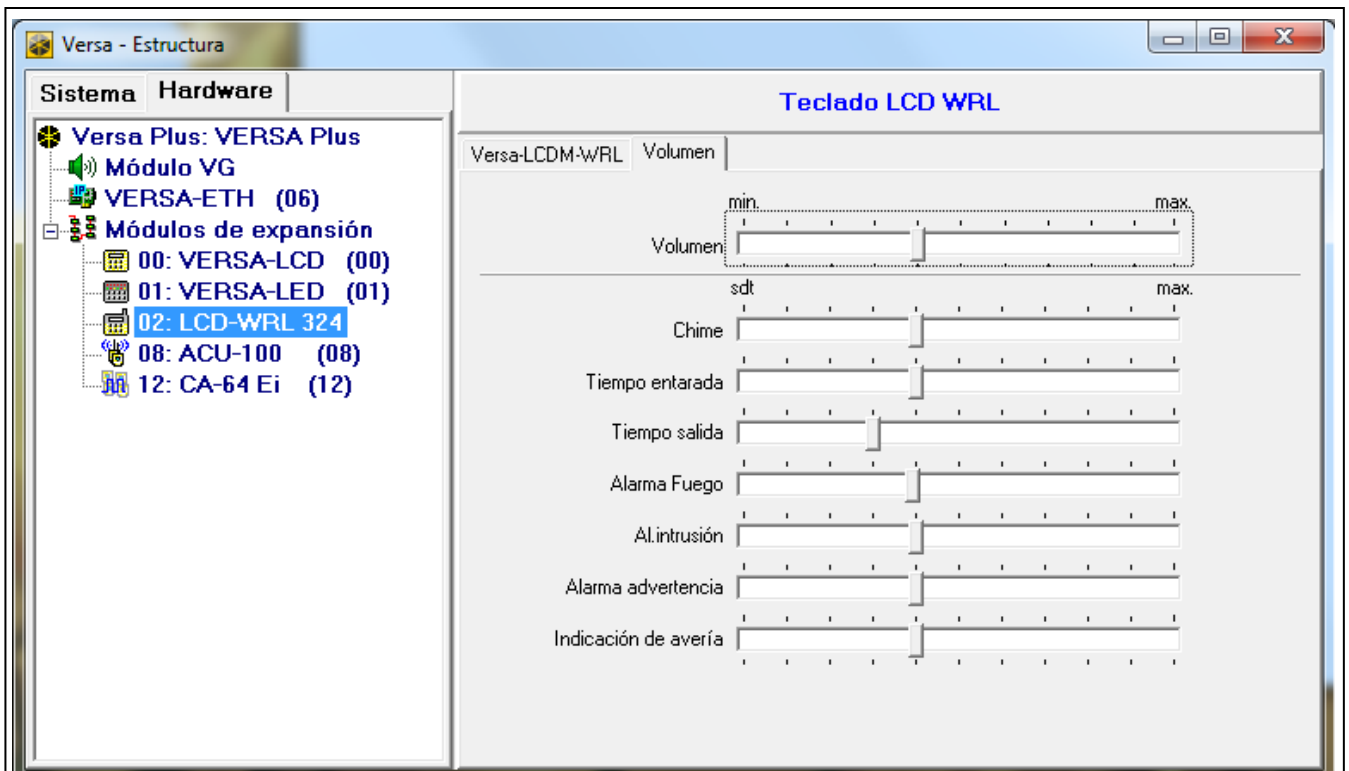 Versa - Estructura
Sistema Hardware
Versa Plus: VERSA Plus
Módulo VG
VERSA-ETH (06)
Módulos de expansión
00: VERSA-LCD (00)
01: VERSA-LED (01)
02: LCD-WRL 324
08: ACU-100 (08)
12: CA-64 Ei (12)
Teclado LCD WRL
Versa-LCDM-WRL Volumen
min. max.
Volumen
sdt max.
Chime
Tiempo entarada
Tiempo salida
Alarma Fuego
Al.intrusión
Alarma advertencia
Indicación de avería